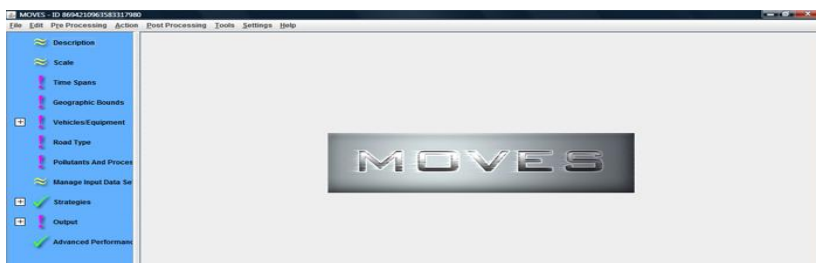 MOVES - ID 8694210963583317980
File Edit Pre Processing Action Post Processing Tools Settings Help
Description
Scale
Time Spans
Geographic Bounds
Vehicles/Equipment
Road Type
Pollutants And Proces
Manage Input Data Se
Strategies
Output
Advanced Performanc
MOVES